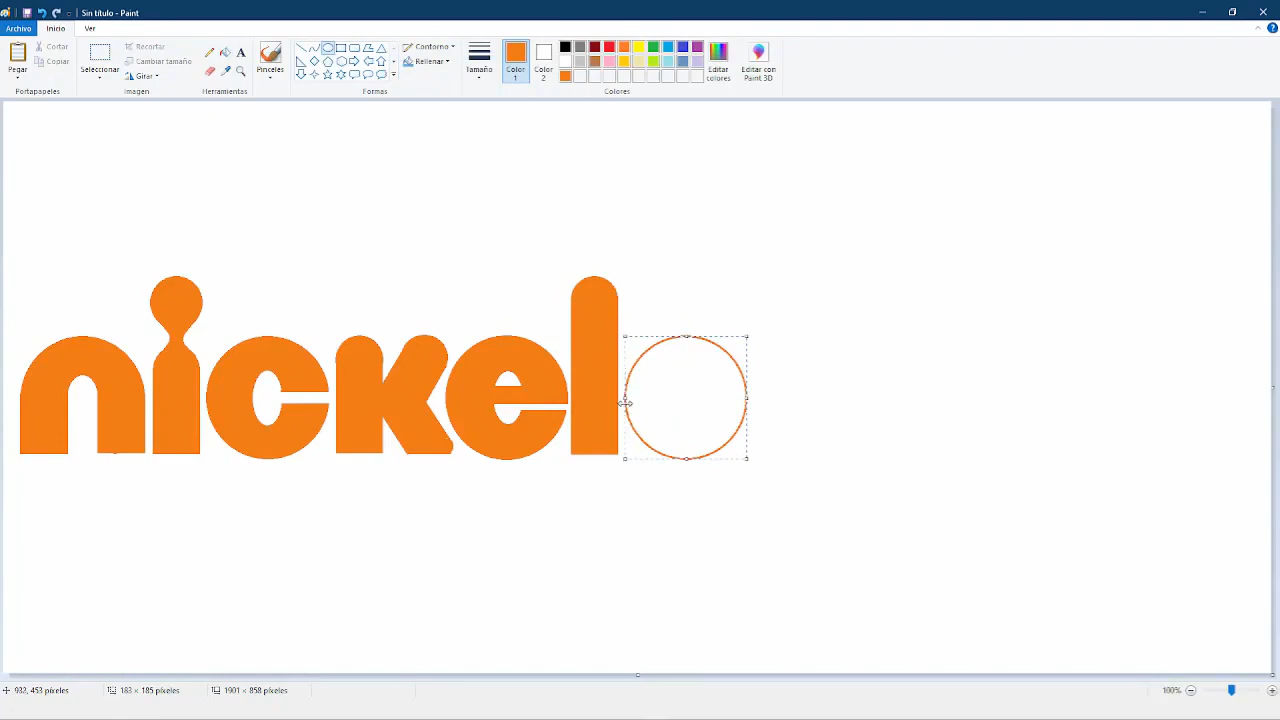 Sin título - Paint
Archivo Inicio Ver
Cortar
Copiar
Portapapeles
Seleccionar
Recortar
Cambiar tamaño
Girar
Imagen
A
Herramientas
Pinceles
Contorno
Rellenar
Formas
Tamaño
Color 1
Color 2
Editar colores
Editar con Paint 3D
Colores
nickel
932, 453 píxeles 183 × 185 píxeles 1901 × 858 píxeles 100%